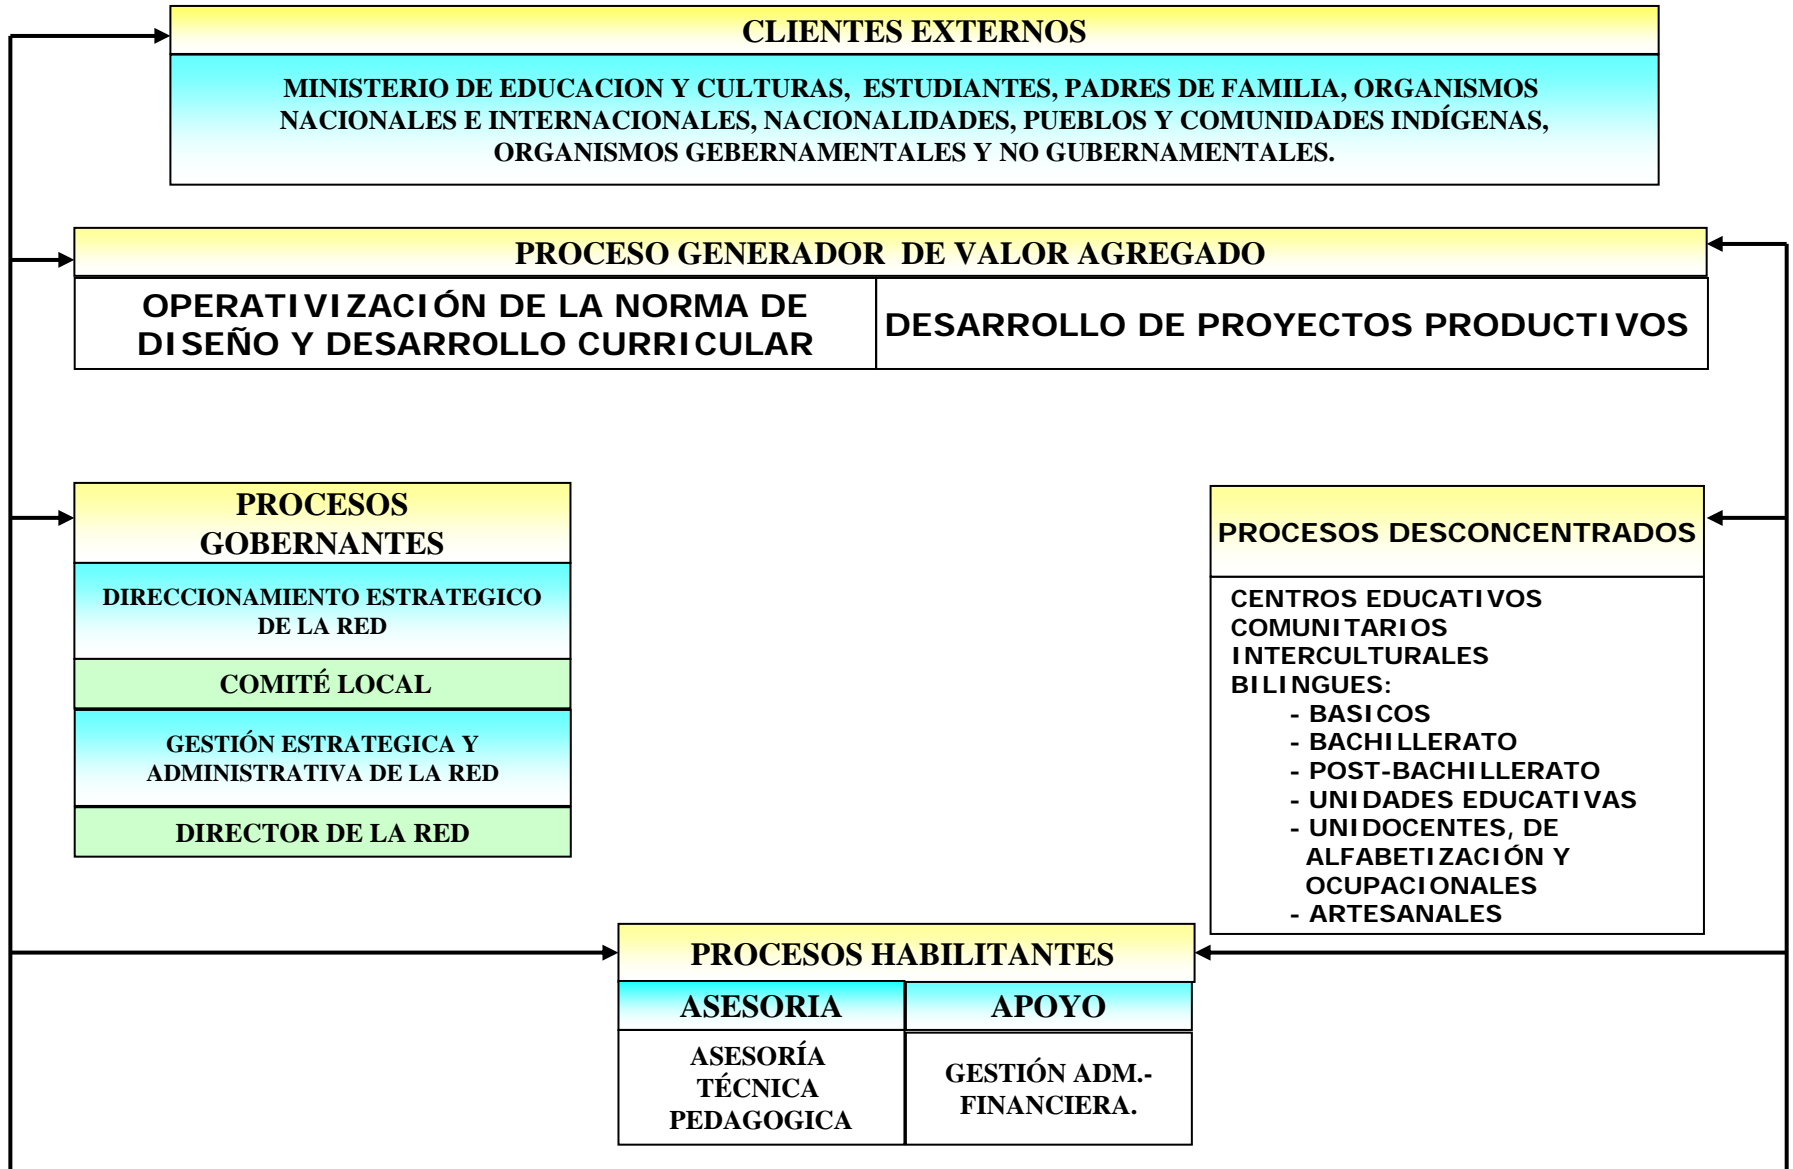 CLIENTES EXTERNOS
MINISTERIO DE EDUCACION Y CULTURAS, ESTUDIANTES, PADRES DE FAMILIA, ORGANISMOS
NACIONALES E INTERNACIONALES, NACIONALIDADES, PUEBLOS Y COMUNIDADES INDÍGENAS,
ORGANISMOS GEBERNAMENTALES Y NO GUBERNAMENTALES.
PROCESO GENERADOR DE VALOR AGREGADO
OPERATIVIZACIÓN DE LA NORMA DE
DISEÑO Y DESARROLLO CURRICULAR
DESARROLLO DE PROYECTOS PRODUCTIVOS
PROCESOS
GOBERNANTES
DIRECCIONAMIENTO ESTRATEGICO
DE LA RED
COMITÉ LOCAL
GESTIÓN ESTRATEGICA Y
ADMINISTRATIVA DE LA RED
DIRECTOR DE LA RED
PROCESOS DESCONCENTRADOS
CENTROS EDUCATIVOS
COMUNITARIOS
INTERCULTURALES
BILINGUES:
- BASICOS
- BACHILLERATO
- POST-BACHILLERATO
- UNIDADES EDUCATIVAS
- UNIDOCENTES, DE
ALFABETIZACIÓN Y
OCUPACIONALES
- ARTESANALES
PROCESOS HABILITANTES
ASESORIA
ASESORÍA
TÉCNICA
PEDAGOGICA
APOYO
GESTIÓN ADM.-
FINANCIERA.